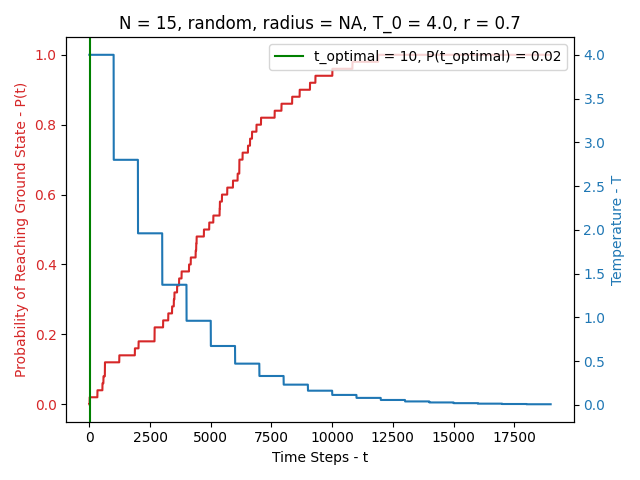 N = 15, random, radius = NA, T_0 = 4.0, r = 0.7
t_optimal = 10, P(t_optimal) = 0.02
Probability of Reaching Ground State - P(t)
1.0
0.8
0.6
0.4
0.2
0.0
4.0
3.5
3.0
2.5
2.0
1.5
1.0
0.5
0.0
Temperature - T
0 2500 5000 7500 10000 12500 15000 17500
Time Steps - t